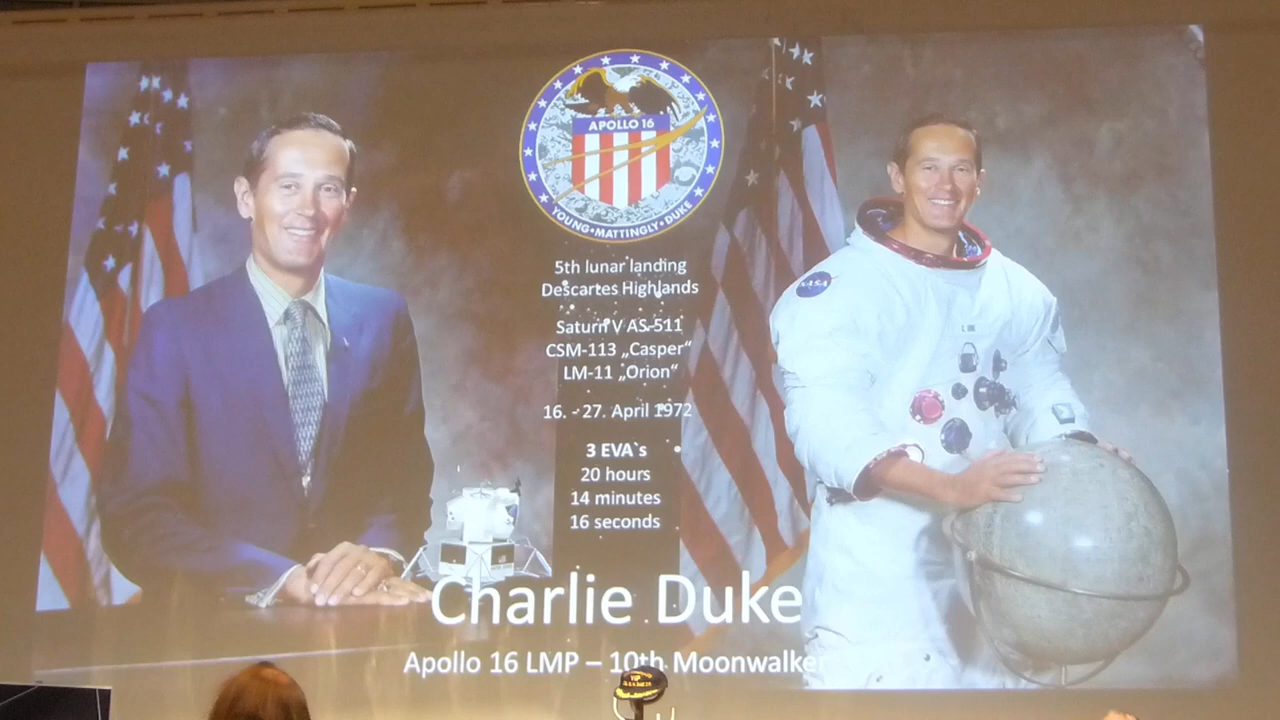 APOLLO 16
YOUNG•MATTINGLY•DUKE
5th lunar landing
Descartes Highlands
Saturn V AS-511
CSM-113 „Casper“
LM-11 „Orion“
16. - 27. April 1972
3 EVA`s
20 hours
14 minutes
16 seconds
NASA
Charlie Duke
Apollo 16 LMP – 10th Moonwalker
VIP